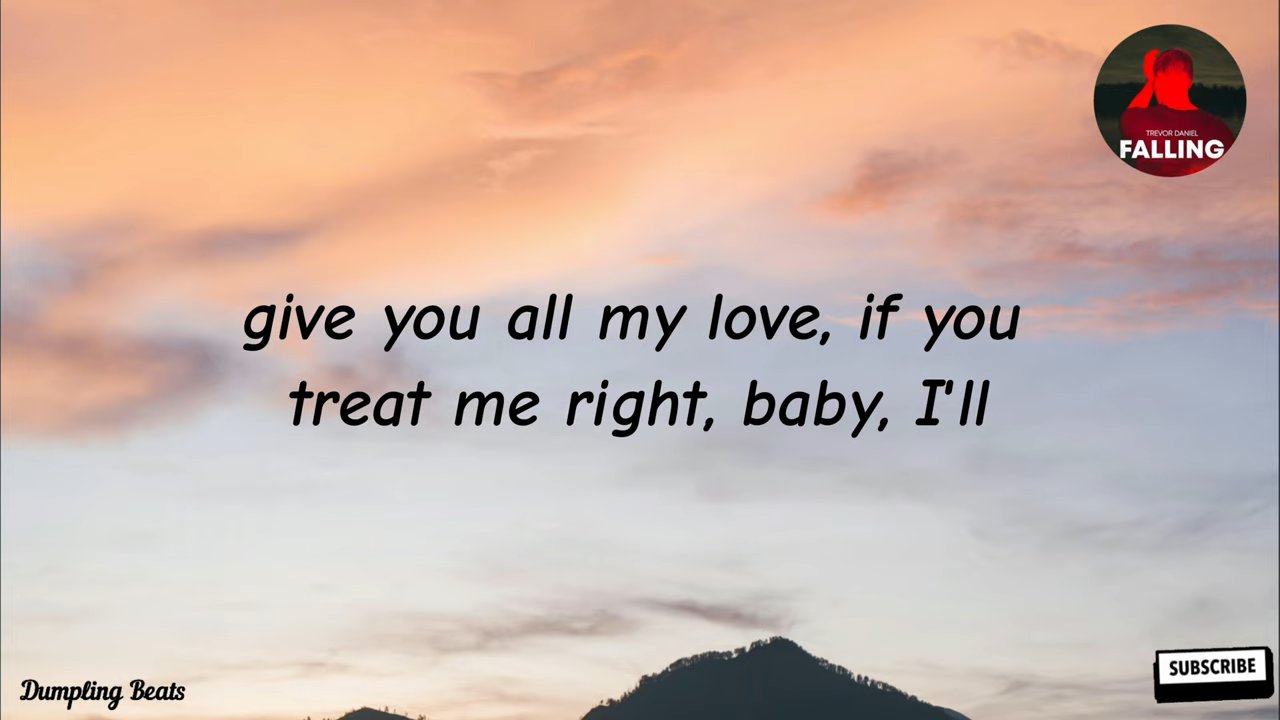 TREVOR DANIEL
FALLING
give you all my love, if you
treat me right, baby, I'll
Dumpling Beats
SUBSCRIBE